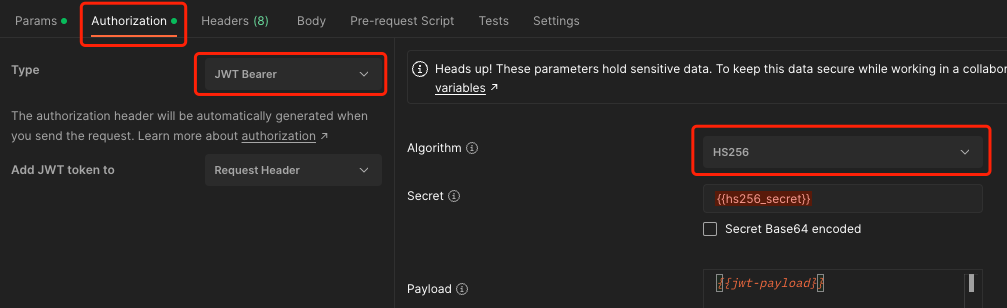 Params
Authorization
Headers (8)
Body
Pre-request Script
Tests
Settings
Type
JWT Bearer
The authorization header will be automatically generated when
you send the request. Learn more about authorization ↗
Add JWT token to
Request Header
Heads up! These parameters hold sensitive data. To keep this data secure while working in a collabor
variables ↗
Algorithm
HS256
Secret
{{hs256_secret}}
Secret Base64 encoded
Payload
{{jwt-payload}}